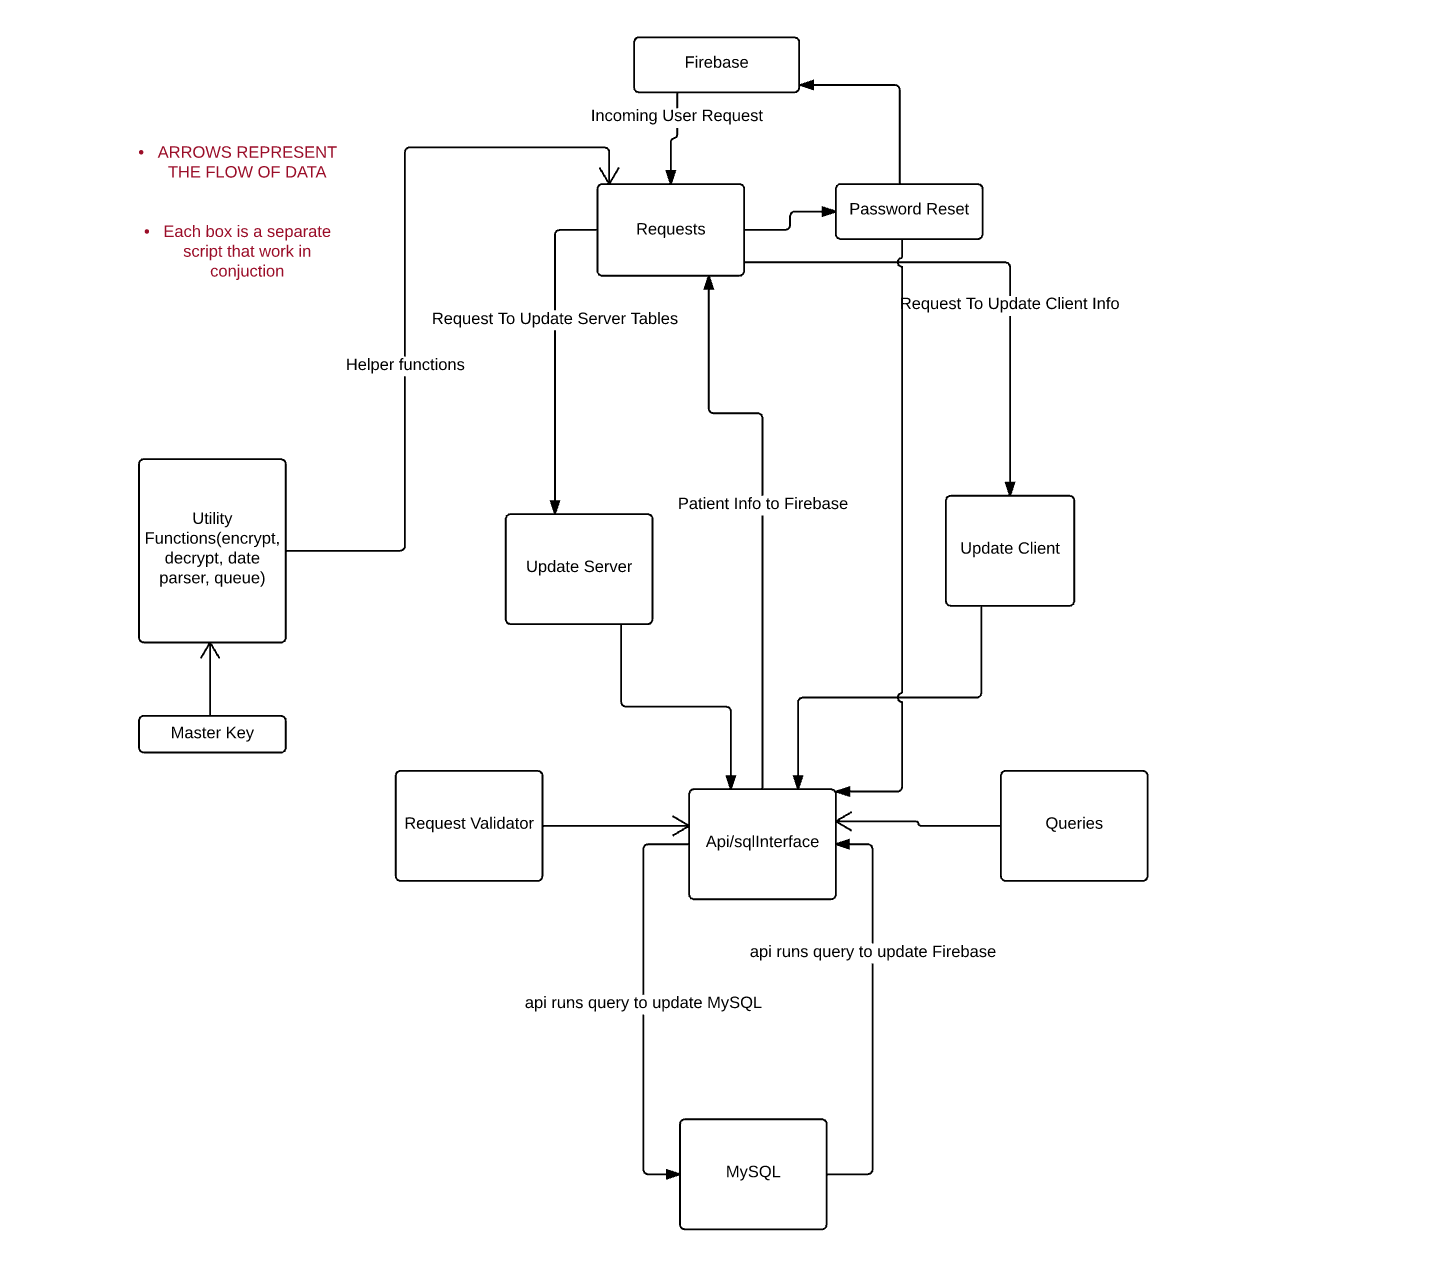 Firebase
Incoming User Request
• ARROWS REPRESENT
THE FLOW OF DATA
• Each box is a separate
script that work in
conjuction
Requests
Password Reset
Request To Update Client Info
Request To Update Server Tables
Helper functions
Patient Info to Firebase
Utility
Functions(encrypt,
decrypt, date
parser, queue)
Update Server
Update Client
Master Key
Request Validator
Api/sqlInterface
Queries
api runs query to update Firebase
api runs query to update MySQL
MySQL